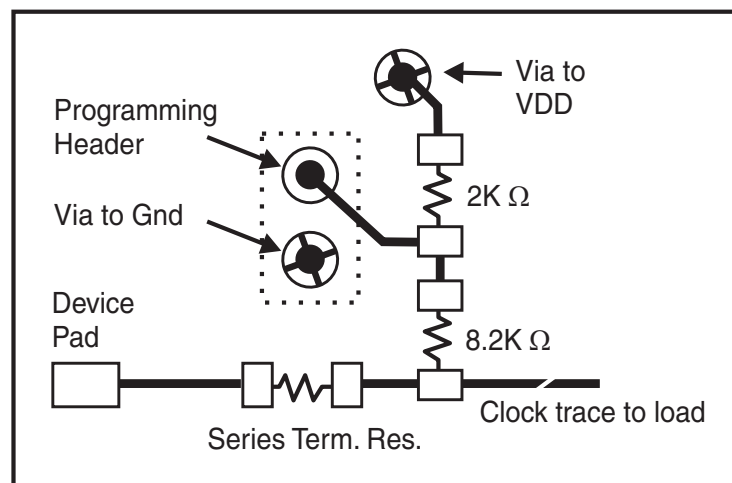 Via to
VDD
Programming
Header
2K Ω
Via to Gnd
Device
Pad
8.2K Ω
Clock trace to load
Series Term. Res.